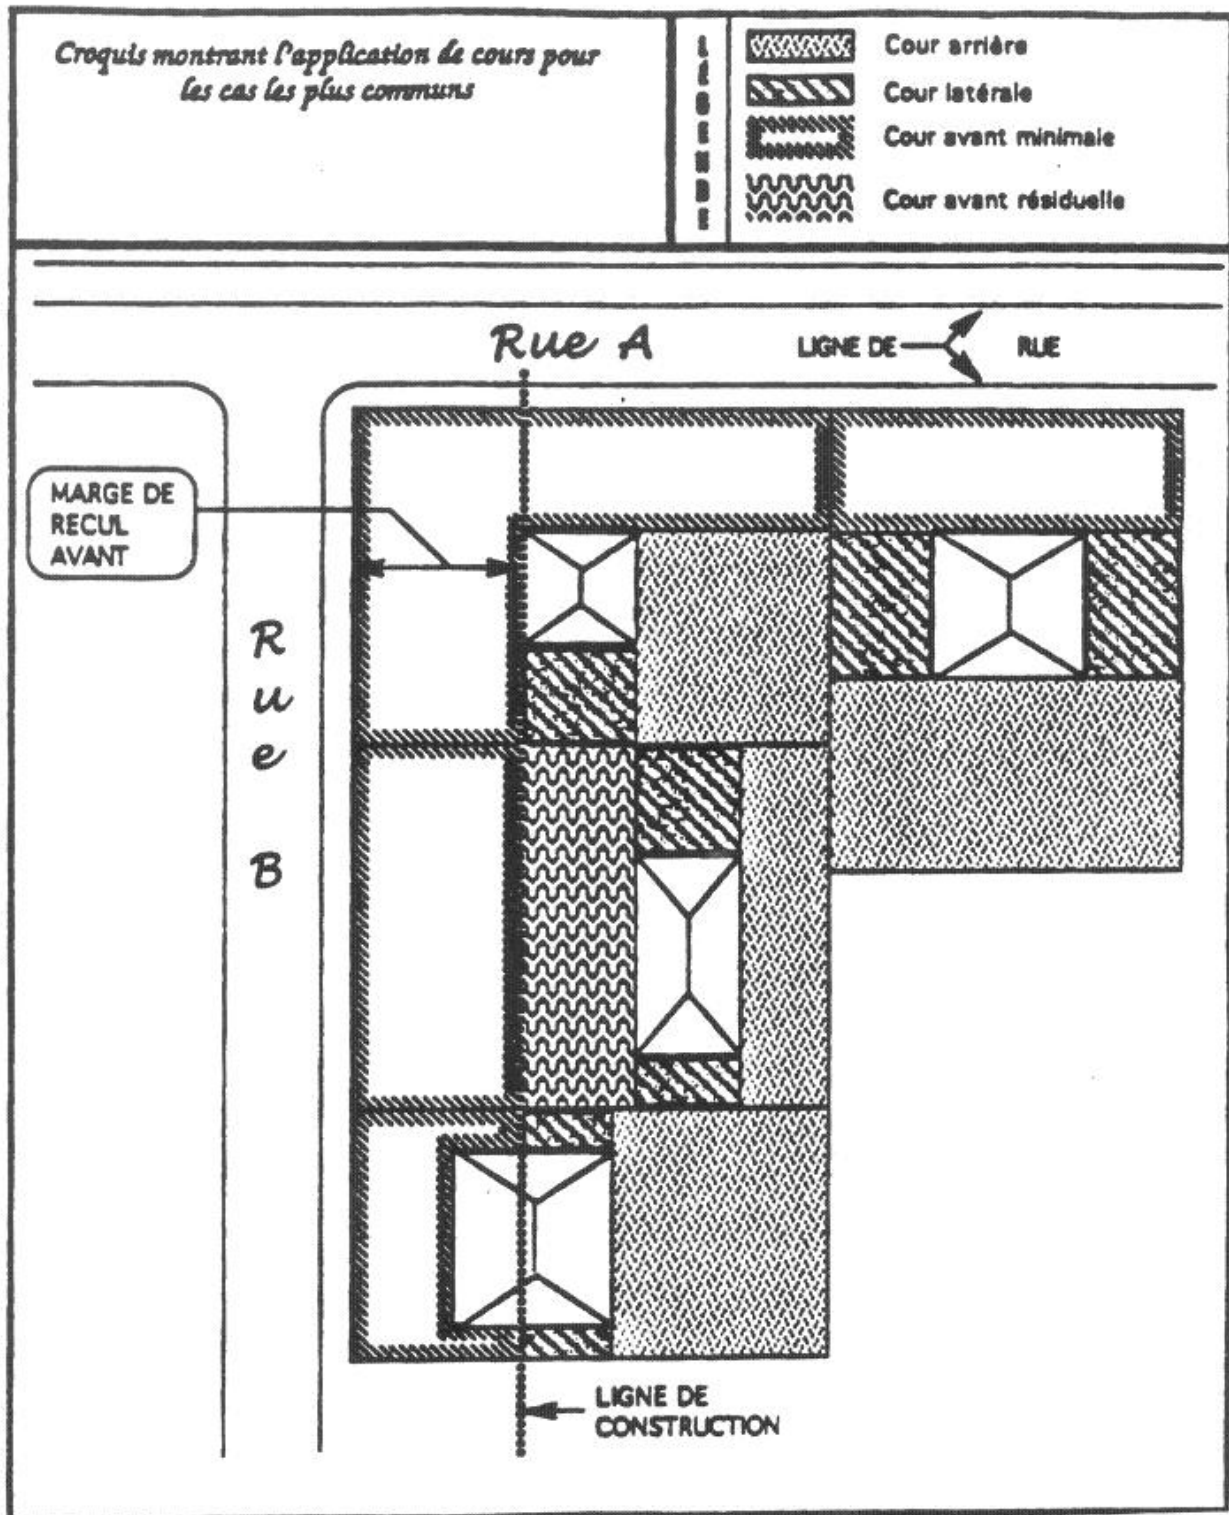 Croquis montrant l'application de cours pour
les cas les plus communs
LÉGENDE
Cour arrière
Cour latérale
Cour avant minimale
Cour avant résiduelle
Rue A
LIGNE DE RUE
MARGE DE
RECUL
AVANT
Rue B
LIGNE DE
CONSTRUCTION